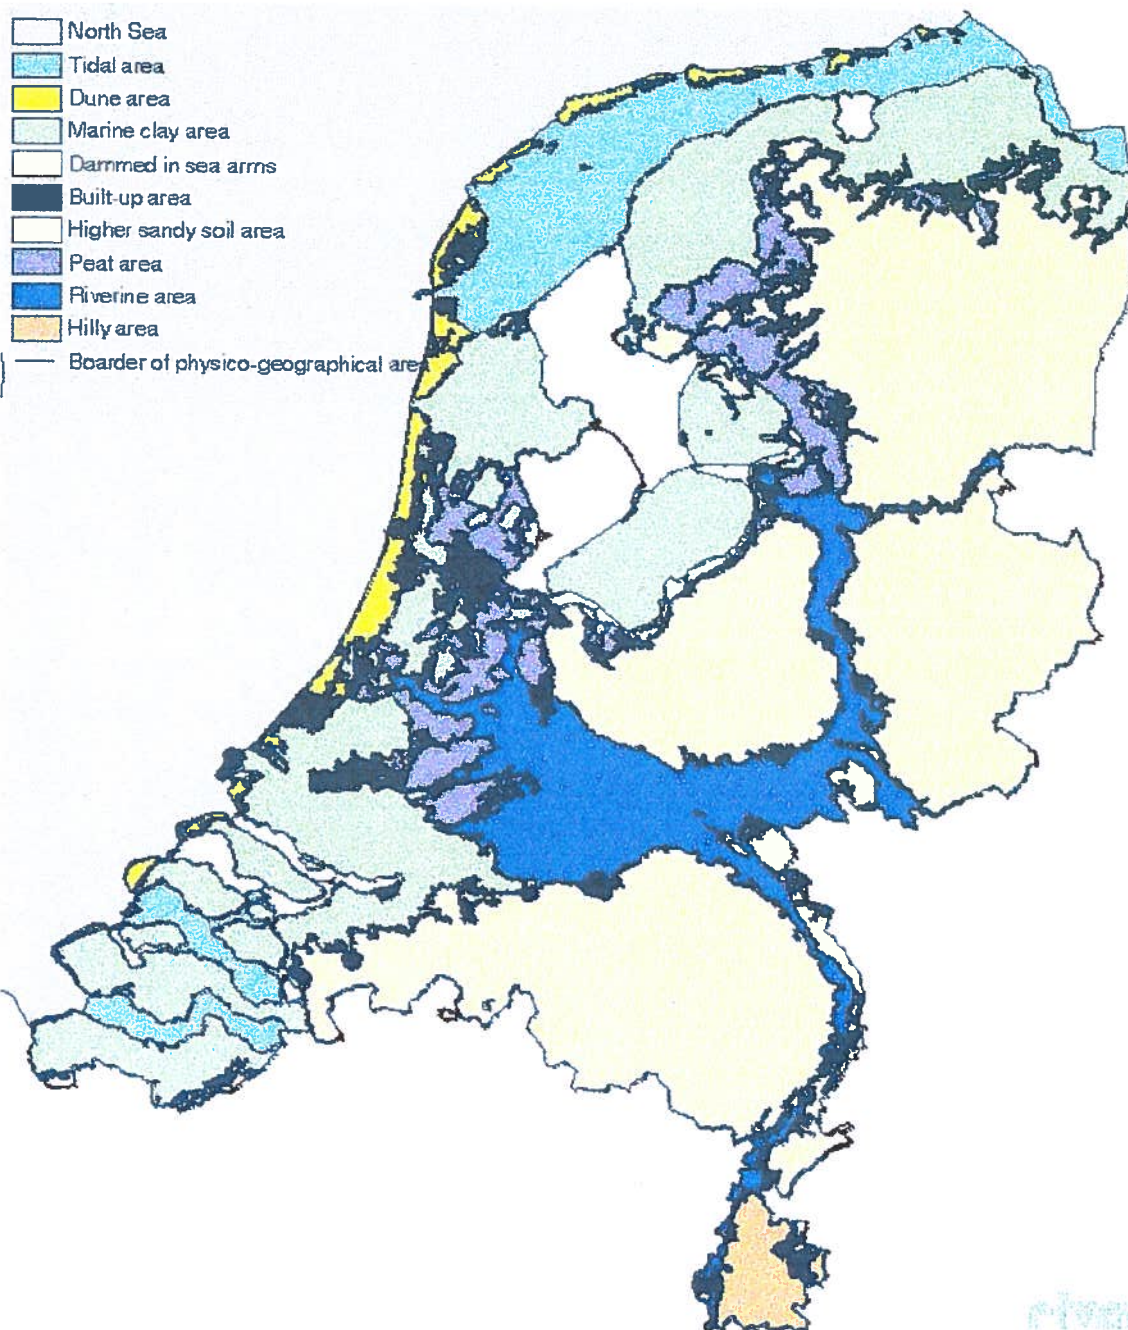 North Sea
Tidal area
Dune area
Marine clay area
Dammed in sea arms
Built-up area
Higher sandy soil area
Peat area
Riverine area
Hilly area
Boarder of physico-geographical area